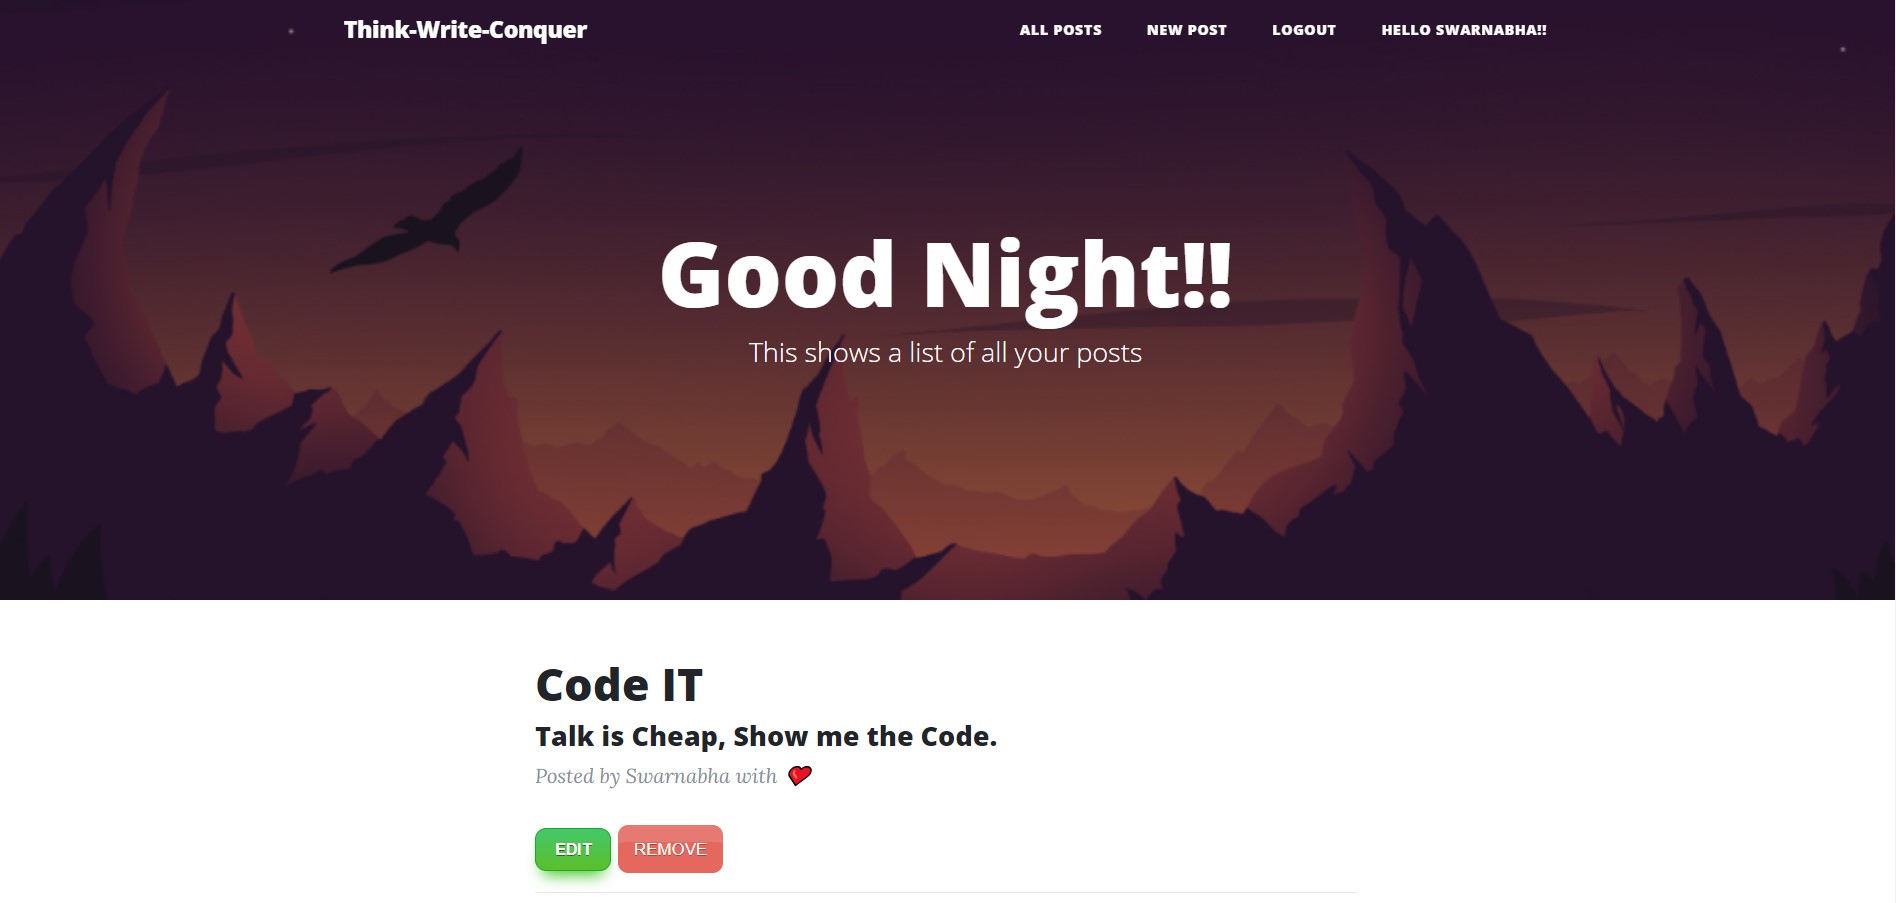 Think-Write-Conquer
ALL POSTS NEW POST LOGOUT HELLO SWARNABHA!!
Good Night!!
This shows a list of all your posts
Code IT
Talk is Cheap, Show me the Code.
Posted by Swarnabha with
EDIT REMOVE